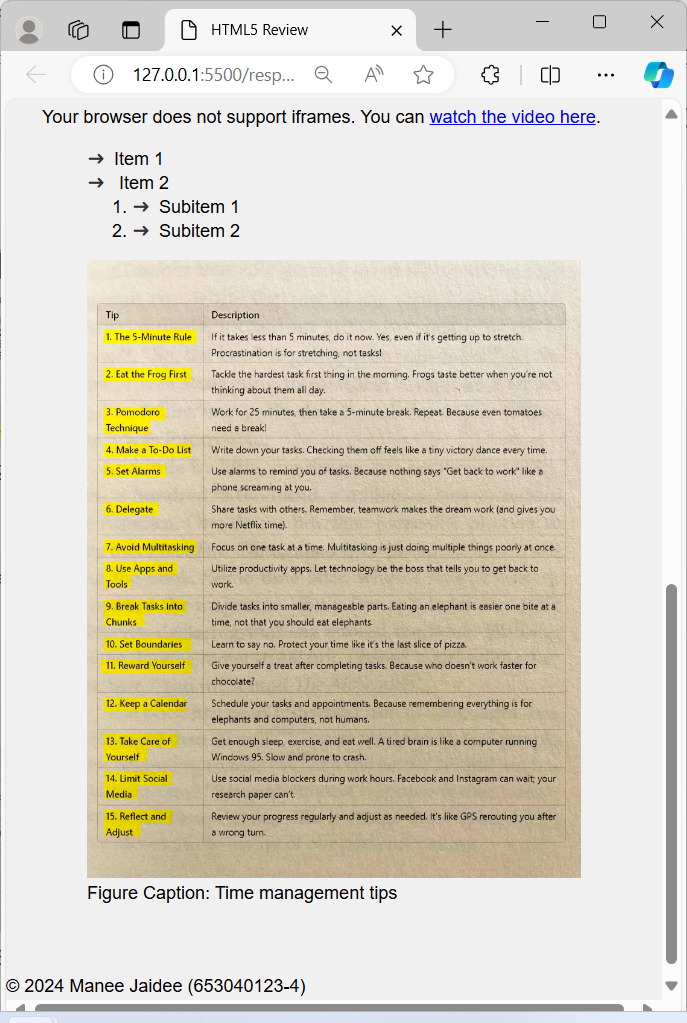 HTML5 Review
127.0.0.1:5500/resp...
Your browser does not support iframes. You can watch the video here.
→ Item 1
→ Item 2
1. → Subitem 1
2. → Subitem 2
Tip Description
1. The 5-Minute Rule If it takes less than 5 minutes, do it now. Yes, even if it's getting up to stretch.
Procrastination is for stretching, not tasks!
2. Eat the Frog First Tackle the hardest task first thing in the morning. Frogs taste better when you're not
thinking about them all day.
3. Pomodoro Work for 25 minutes, then take a 5-minute break. Repeat. Because even tomatoes
Technique need a break!
4. Make a To-Do List Write down your tasks. Checking them off feels like a tiny victory dance every time.
5. Set Alarms Use alarms to remind you of tasks. Because nothing says "Get back to work" like a
phone screaming at you.
6. Delegate Share tasks with others. Remember, teamwork makes the dream work (and gives you
more Netflix time).
7. Avoid Multitasking Focus on one task at a time. Multitasking is just doing multiple things poorly at once.
8. Use Apps and Utilize productivity apps. Let technology be the boss that tells you to get back to
Tools work.
9. Break Tasks into Divide tasks into smaller, manageable parts. Eating an elephant is easier one bite at a
Chunks time, not that you should eat elephants.
10. Set Boundaries Learn to say no. Protect your time like it's the last slice of pizza.
11. Reward Yourself Give yourself a treat after completing tasks. Because who doesn't work faster for
chocolate?
12. Keep a Calendar Schedule your tasks and appointments. Because remembering everything is for
elephants and computers, not humans.
13. Take Care of Get enough sleep, exercise, and eat well. A tired brain is like a computer running
Yourself Windows 95. Slow and prone to crash.
14. Limit Social Use social media blockers during work hours. Facebook and Instagram can wait; your
Media research paper can't.
15. Reflect and Review your progress regularly and adjust as needed. It's like GPS rerouting you after
Adjust a wrong turn.
Figure Caption: Time management tips
© 2024 Manee Jaidee (653040123-4)